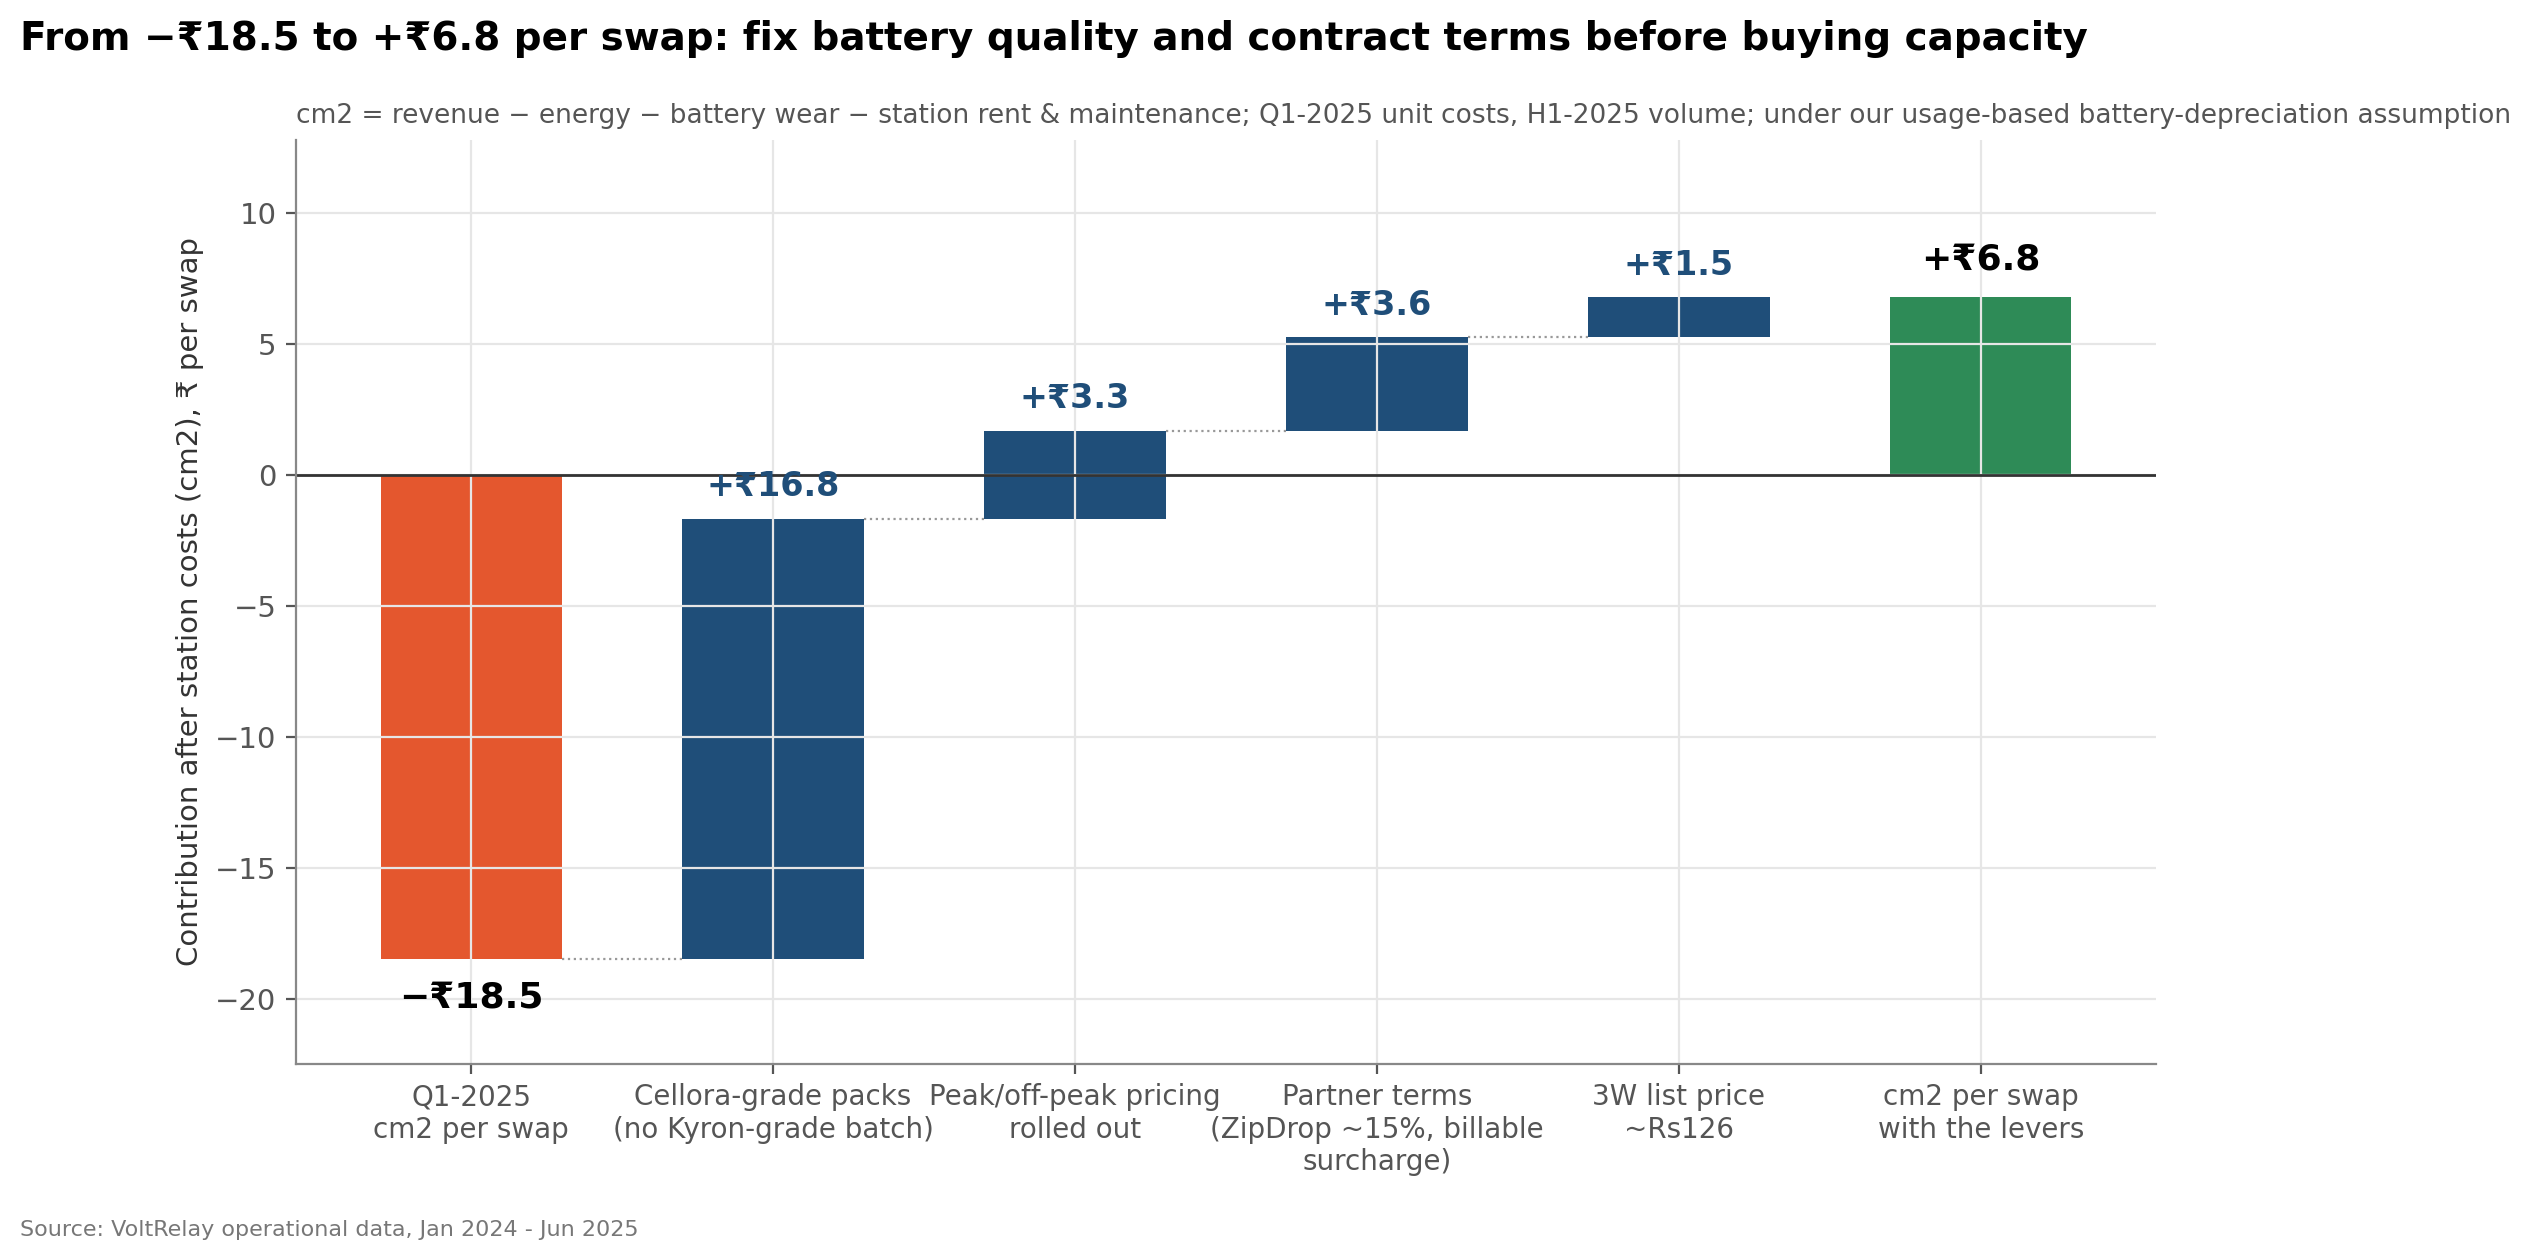 From −₹18.5 to +₹6.8 per swap: fix battery quality and contract terms before buying capacity
cm2 = revenue − energy − battery wear − station rent & maintenance; Q1-2025 unit costs, H1-2025 volume; under our usage-based battery-depreciation assumption
Contribution after station costs (cm2), ₹ per swap
10
5
0
−5
−10
−15
−20
−₹18.5
+₹16.8
+₹3.3
+₹3.6
+₹1.5
+₹6.8
Q1-2025
cm2 per swap
Cellora-grade packs
(no Kyron-grade batch)
Peak/off-peak pricing
rolled out
Partner terms
(ZipDrop ~15%, billable
surcharge)
3W list price
~Rs126
cm2 per swap
with the levers
Source: VoltRelay operational data, Jan 2024 - Jun 2025